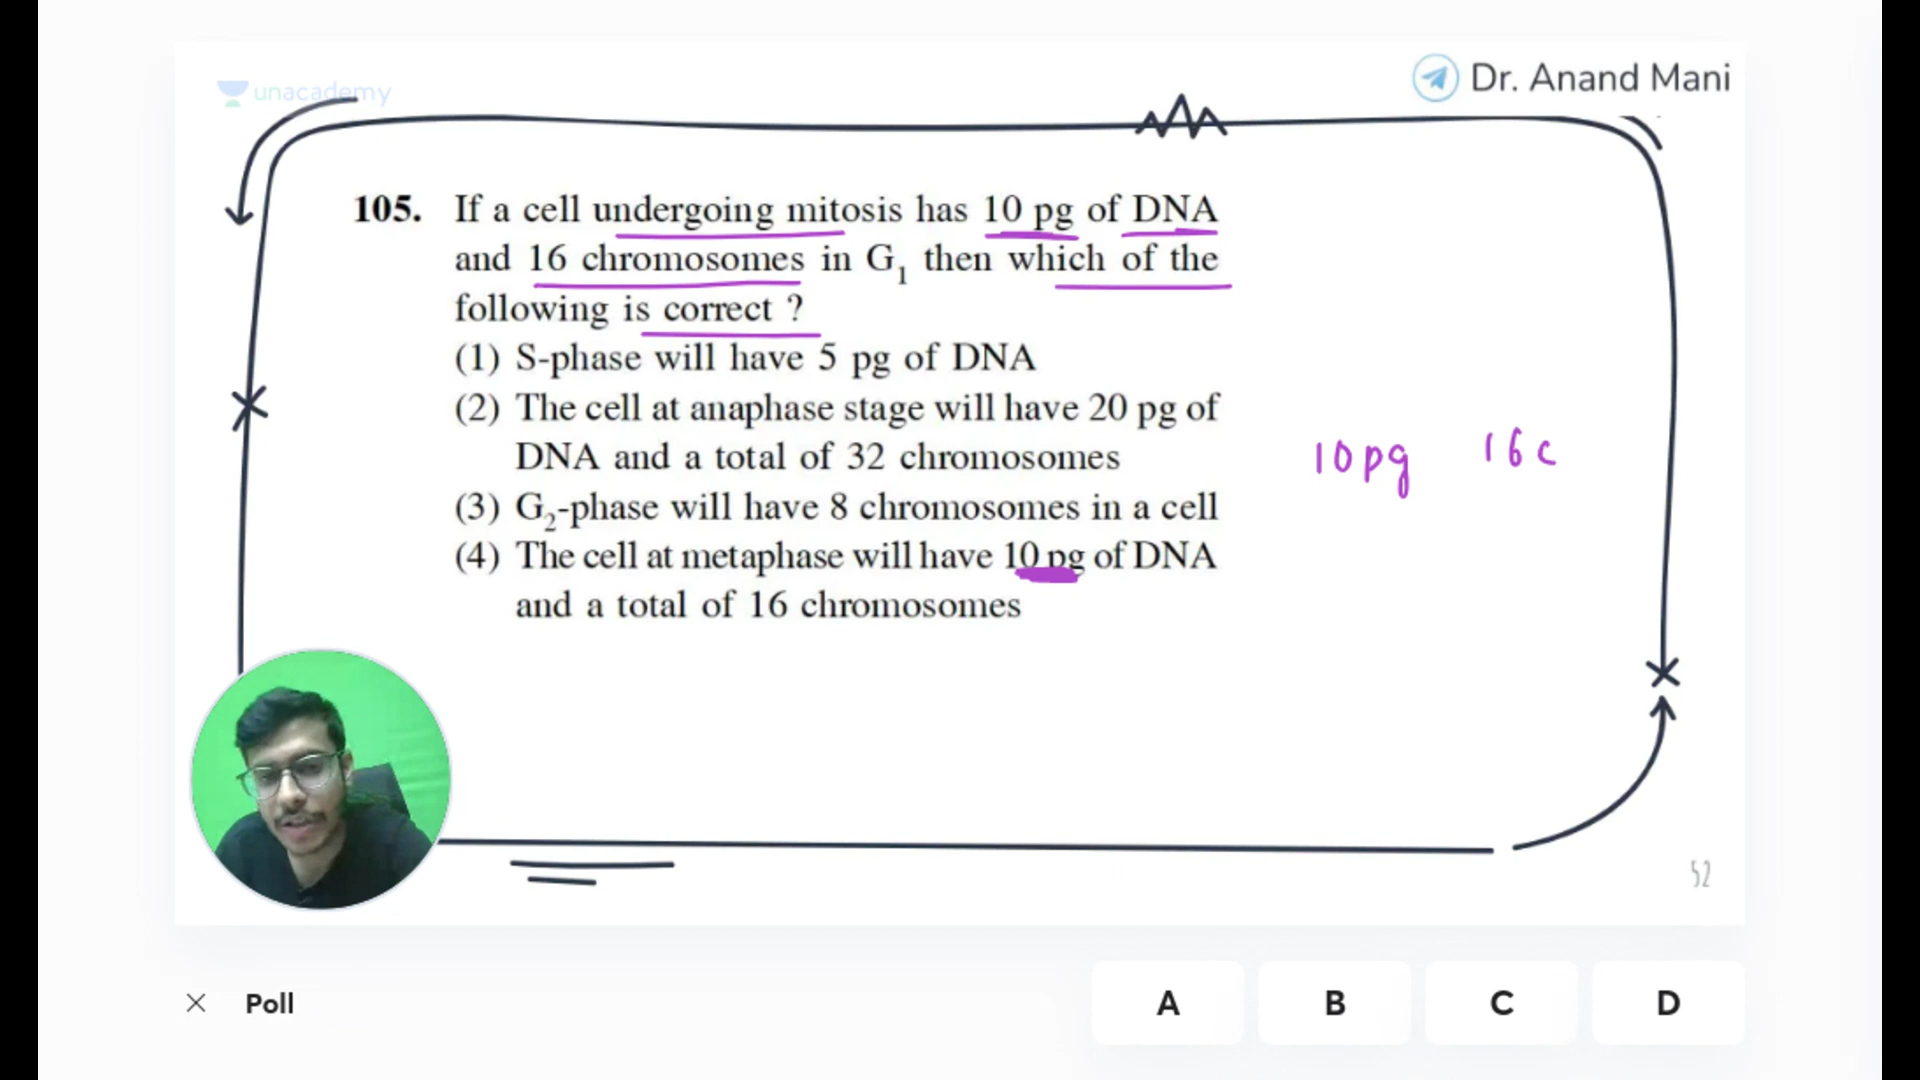 unacademy
Dr. Anand Mani
105. If a cell undergoing mitosis has 10 pg of DNA
and 16 chromosomes in G₁ then which of the
following is correct ?
(1) S-phase will have 5 pg of DNA
(2) The cell at anaphase stage will have 20 pg of
DNA and a total of 32 chromosomes
10pg 16c
(3) G₂-phase will have 8 chromosomes in a cell
(4) The cell at metaphase will have 10 pg of DNA
and a total of 16 chromosomes
52
Poll
A B C D